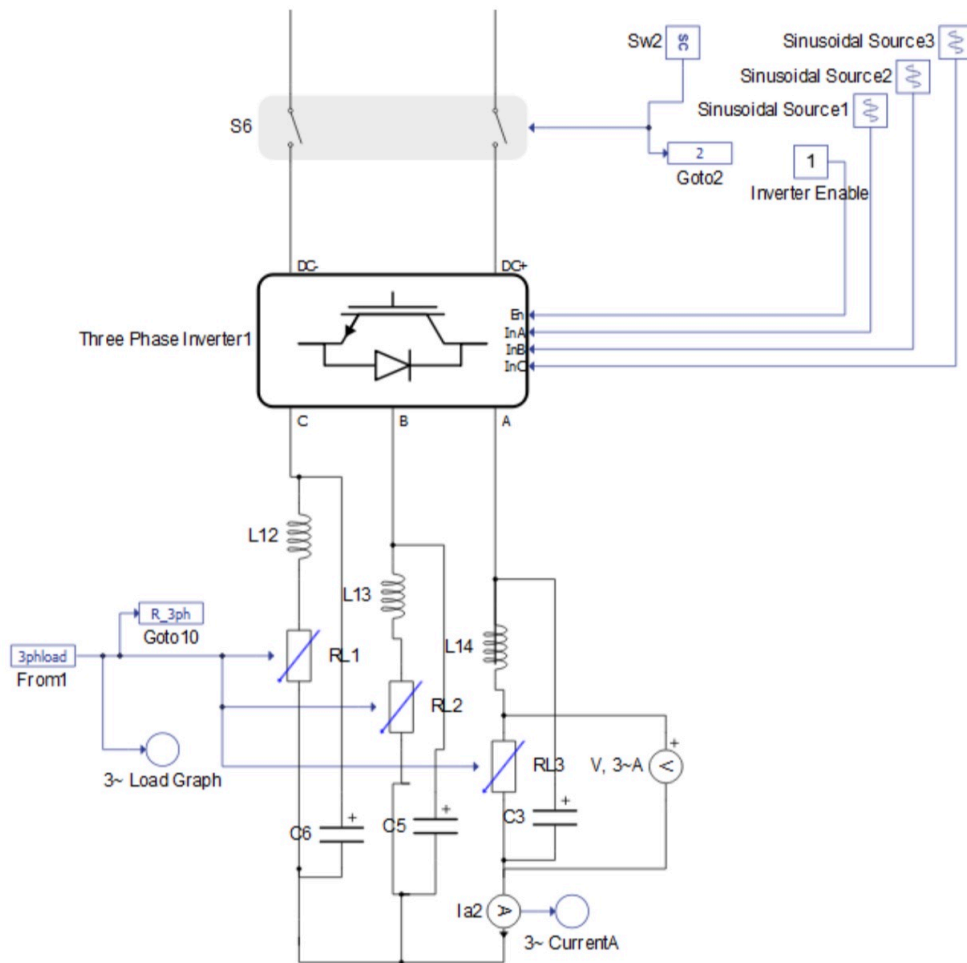 Sw2
SC
Sinusoidal Source3
Sinusoidal Source2
Sinusoidal Source1
S6
2
Goto2
1
Inverter Enable
DC-
DC+
Three Phase Inverter1
En
InA
InB
InC
C
B
A
L12
L13
L14
R_3ph
Goto10
3phload
From1
RL1
RL2
RL3
3~ Load Graph
+
V, 3~A
V
C6
+
C5
+
C3
+
Ia2
A
3~ CurrentA